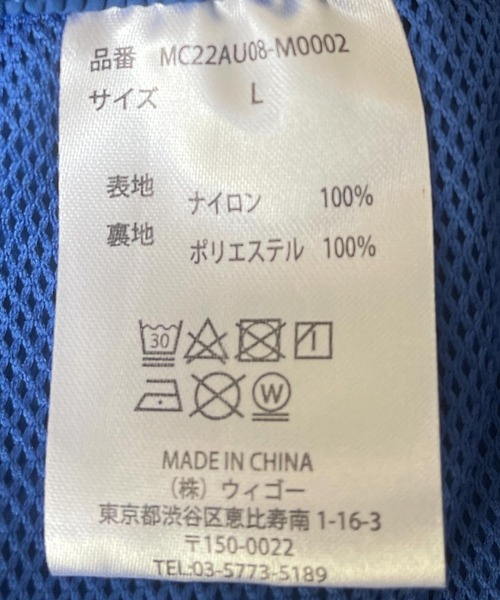 品番 MC22AU08-M0002
サイズ L
表地 ナイロン 100%
裏地 ポリエステル 100%
30
W
MADE IN CHINA
(株) ウィゴー
東京都渋谷区恵比寿南 1-16-3
〒150-0022
TEL:03-5773-5189